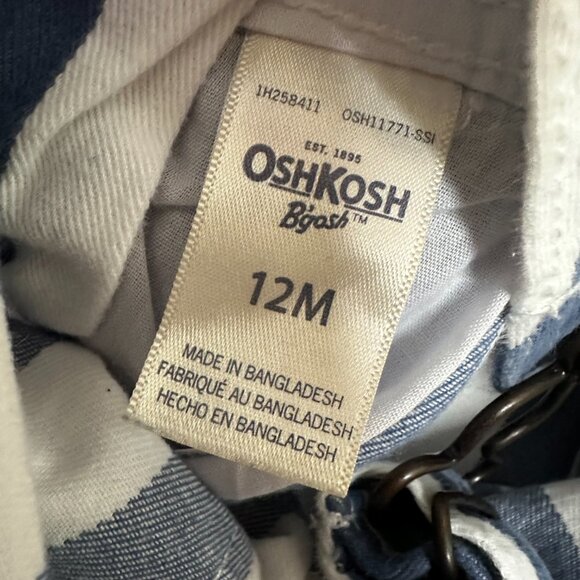 1H258411 OSH11771-SSI
EST. 1895
OSHKOSH
B'gosh™
12M
MADE IN BANGLADESH
FABRIQUÉ AU BANGLADESH
HECHO EN BANGLADESH